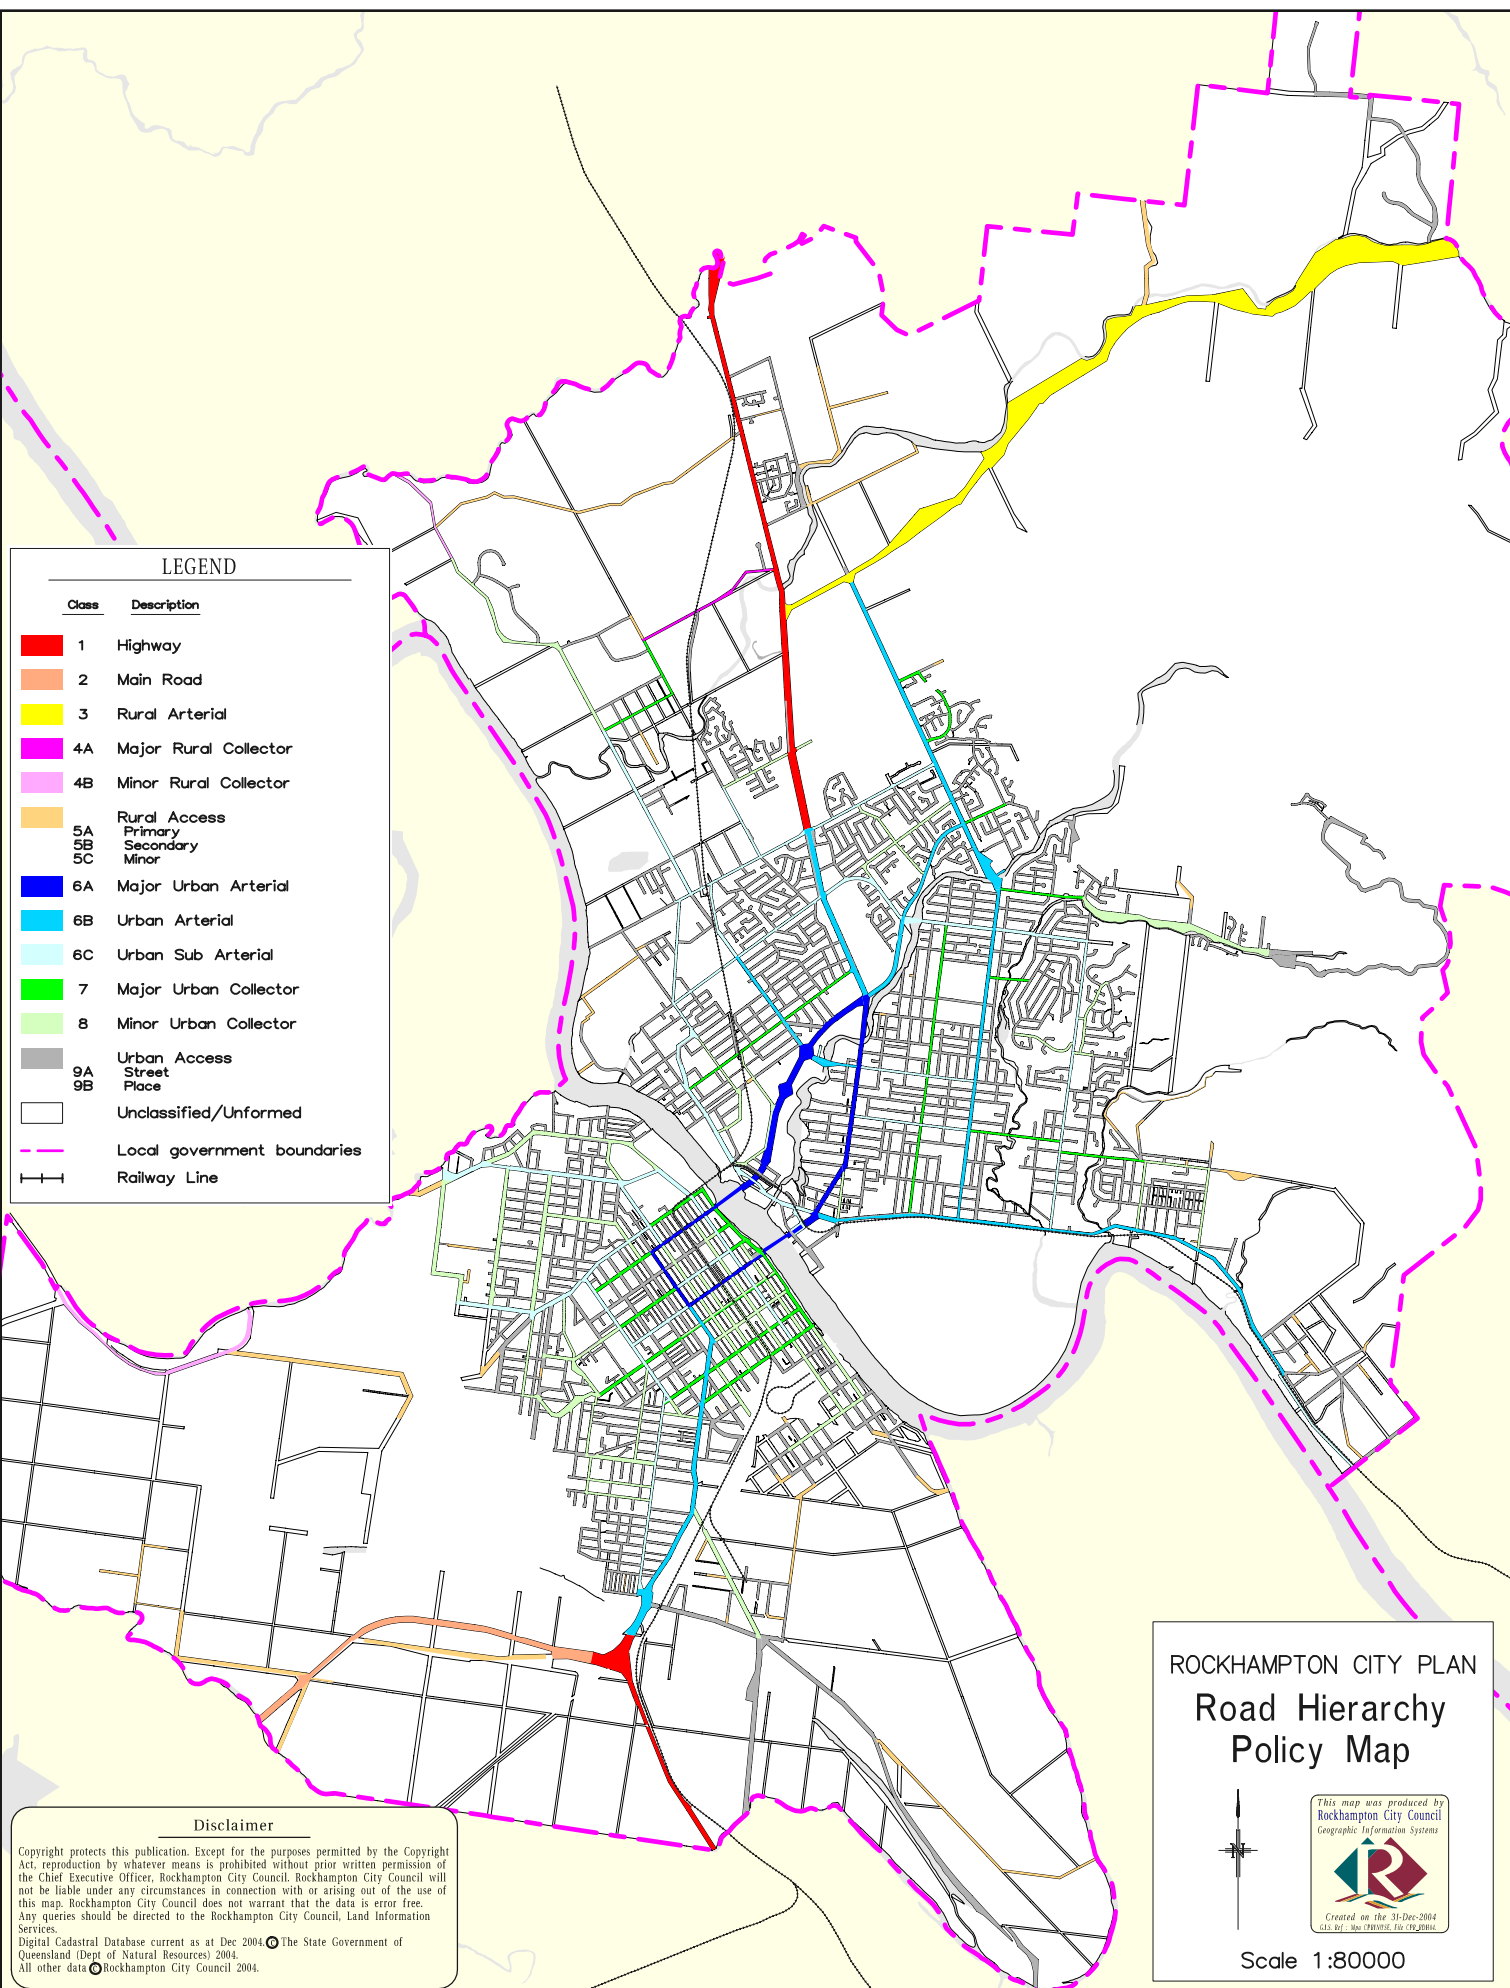 LEGEND
Class Description
1 Highway
2 Main Road
3 Rural Arterial
4A Major Rural Collector
4B Minor Rural Collector
Rural Access
5A Primary
5B Secondary
5C Minor
6A Major Urban Arterial
6B Urban Arterial
6C Urban Sub Arterial
7 Major Urban Collector
8 Minor Urban Collector
Urban Access
9A Street
9B Place
Unclassified/Unformed
Local government boundaries
Railway Line
Disclaimer
Copyright protects this publication. Except for the purposes permitted by the Copyright
Act, reproduction by whatever means is prohibited without prior written permission of
the Chief Executive Officer, Rockhampton City Council. Rockhampton City Council will
not be liable under any circumstances in connection with or arising out of the use of
this map. Rockhampton City Council does not warrant that the data is error free.
Any queries should be directed to the Rockhampton City Council, Land Information
Services.
Digital Cadastral Database current as at Dec 2004. © The State Government of
Queensland (Dept of Natural Resources) 2004.
All other data © Rockhampton City Council 2004.
ROCKHAMPTON CITY PLAN
Road Hierarchy
Policy Map
N
This map was produced by
Rockhampton City Council
Geographic Information Systems
R
Created on the 31-Dec-2004
G.I.S. Ref :
Scale 1:80000